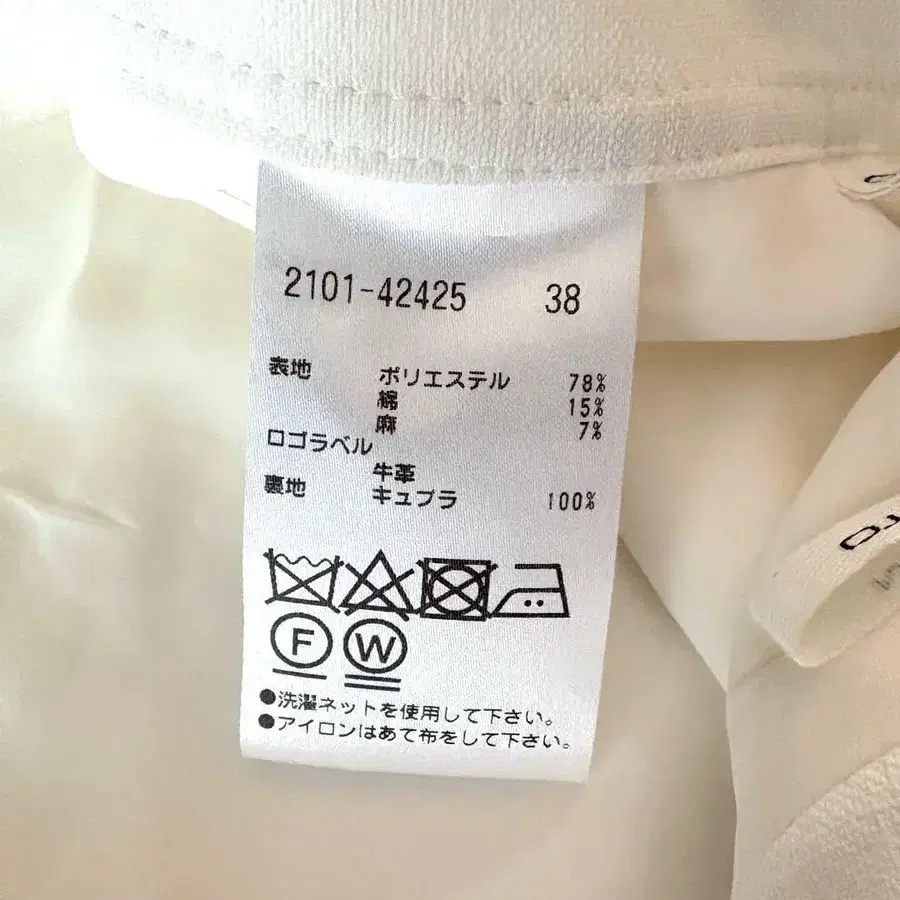 2101-42425 38
表地 ポリエステル 78%
綿 15%
麻 7%
ロゴラベル
牛革
裏地 キュプラ 100%
F W
●洗濯ネットを使用して下さい。
●アイロンはあて布をして下さい。